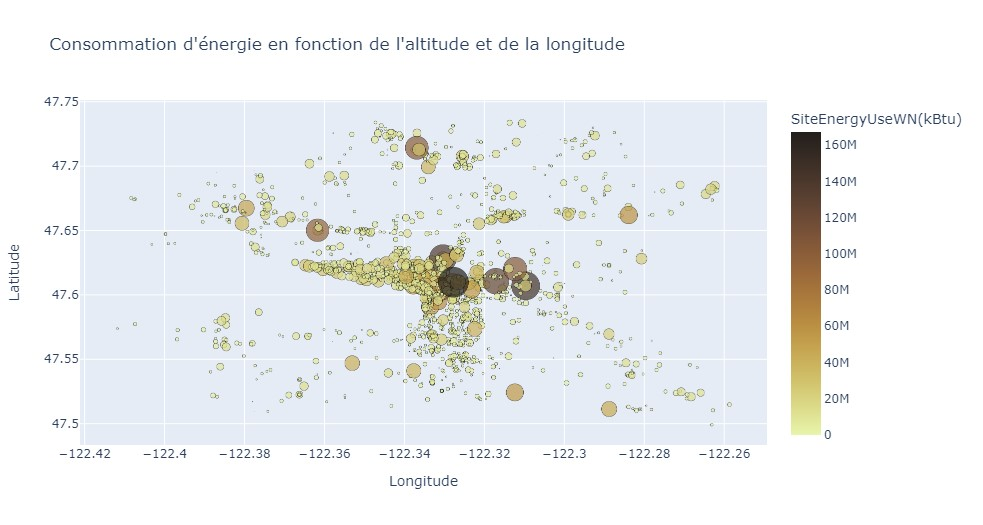 Consommation d'énergie en fonction de l'altitude et de la longitude
SiteEnergyUseWN(kBtu)
160M
140M
120M
100M
80M
60M
40M
20M
0
Latitude
47.75
47.7
47.65
47.6
47.55
47.5
−122.42 −122.4 −122.38 −122.36 −122.34 −122.32 −122.3 −122.28 −122.26
Longitude